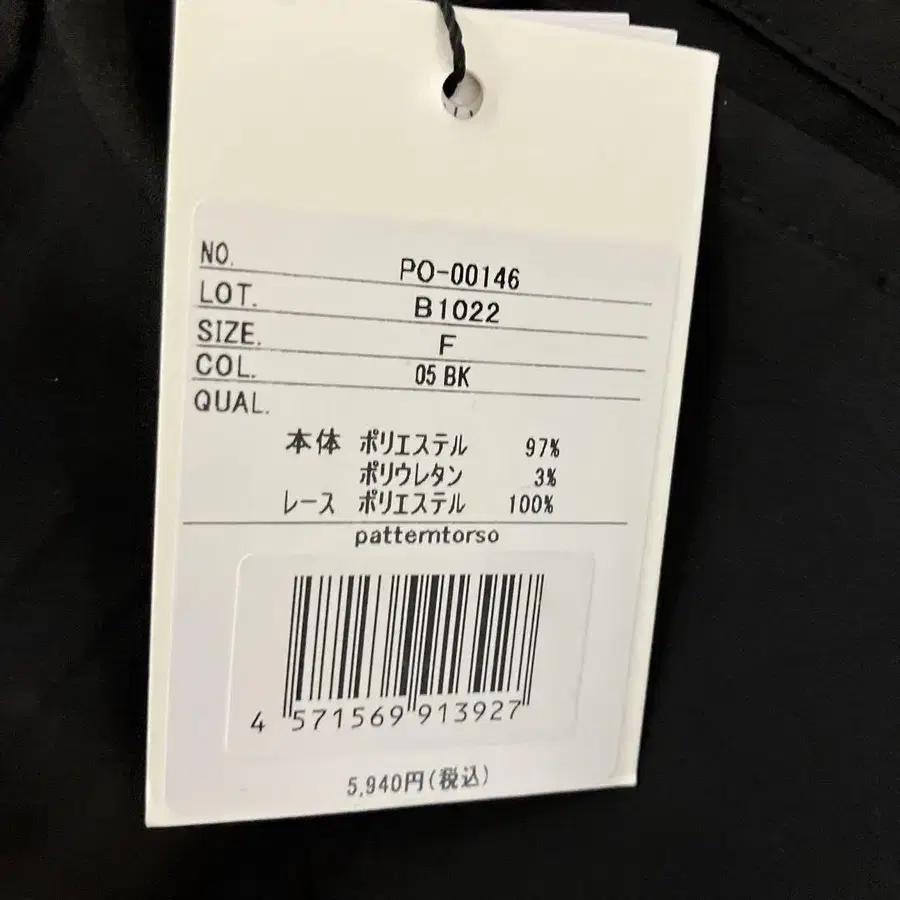 NO. PO-00146
LOT. B1022
SIZE. F
COL. 05 BK
QUAL.
本体 ポリエステル 97%
ポリウレタン 3%
レース ポリエステル 100%
patterntorso
4 571569 913927
5,940円(税込)